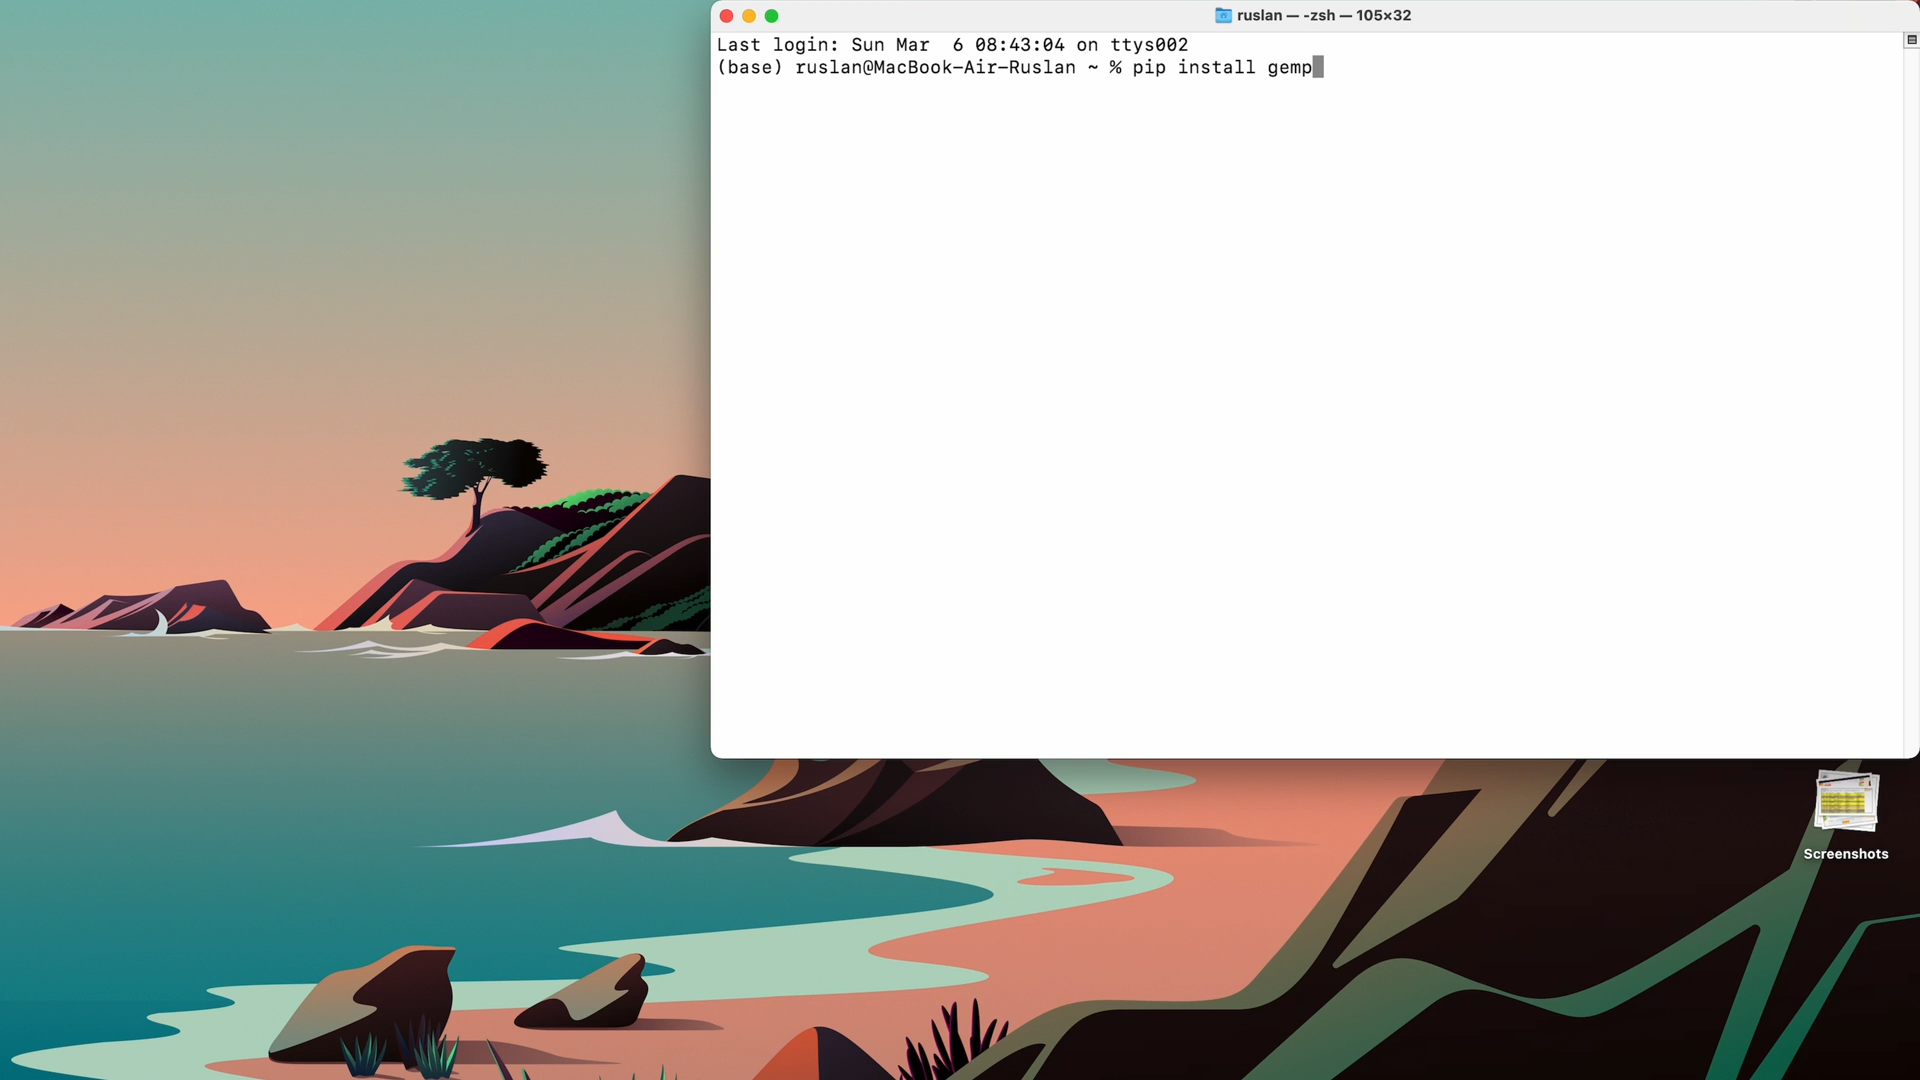 ruslan — -zsh — 105×32
Last login: Sun Mar  6 08:43:04 on ttys002
(base) ruslan@MacBook-Air-Ruslan ~ % pip install gemp
Screenshots